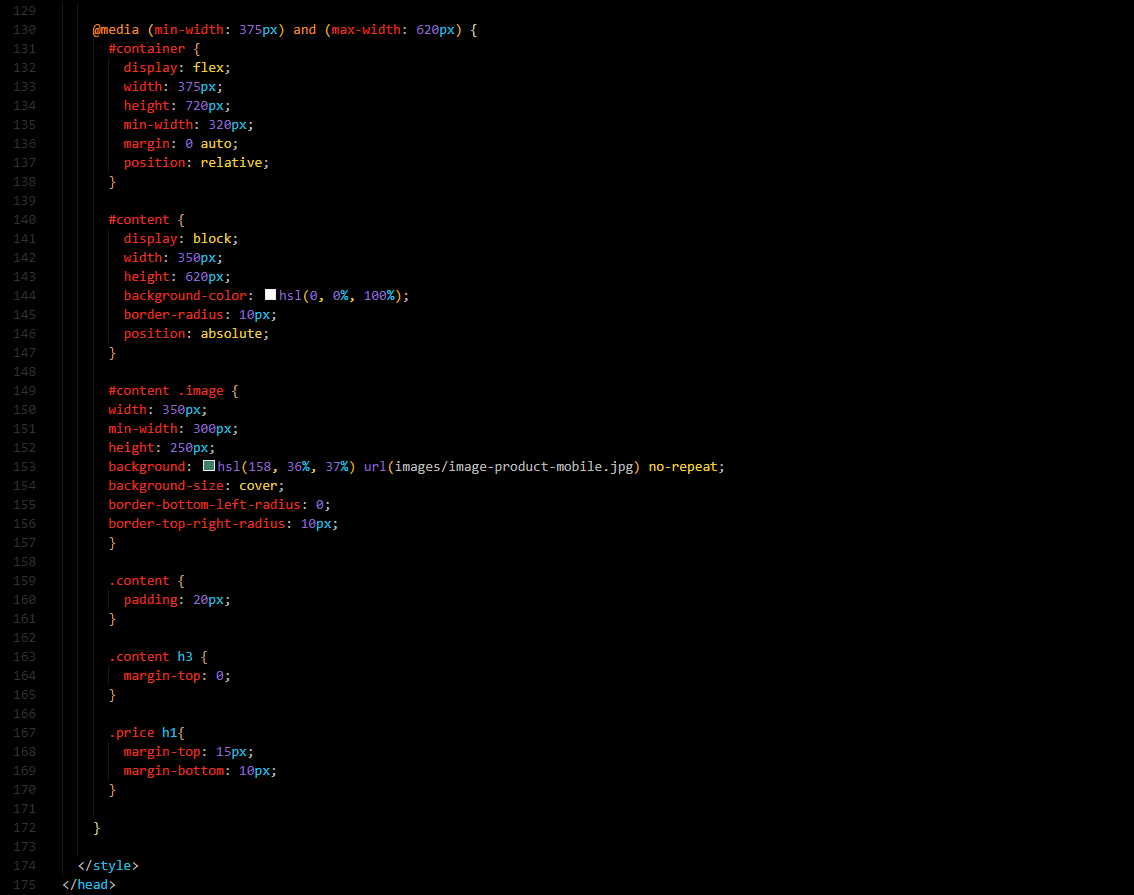 129
130 @media (min-width: 375px) and (max-width: 620px) {
131 #container {
132 display: flex;
133 width: 375px;
134 height: 720px;
135 min-width: 320px;
136 margin: 0 auto;
137 position: relative;
138 }
139
140 #content {
141 display: block;
142 width: 350px;
143 height: 620px;
144 background-color: hsl(0, 0%, 100%);
145 border-radius: 10px;
146 position: absolute;
147 }
148
149 #content .image {
150 width: 350px;
151 min-width: 300px;
152 height: 250px;
153 background: hsl(158, 36%, 37%) url(images/image-product-mobile.jpg) no-repeat;
154 background-size: cover;
155 border-bottom-left-radius: 0;
156 border-top-right-radius: 10px;
157 }
158
159 .content {
160 padding: 20px;
161 }
162
163 .content h3 {
164 margin-top: 0;
165 }
166
167 .price h1{
168 margin-top: 15px;
169 margin-bottom: 10px;
170 }
171
172 }
173
174 </style>
175 </head>